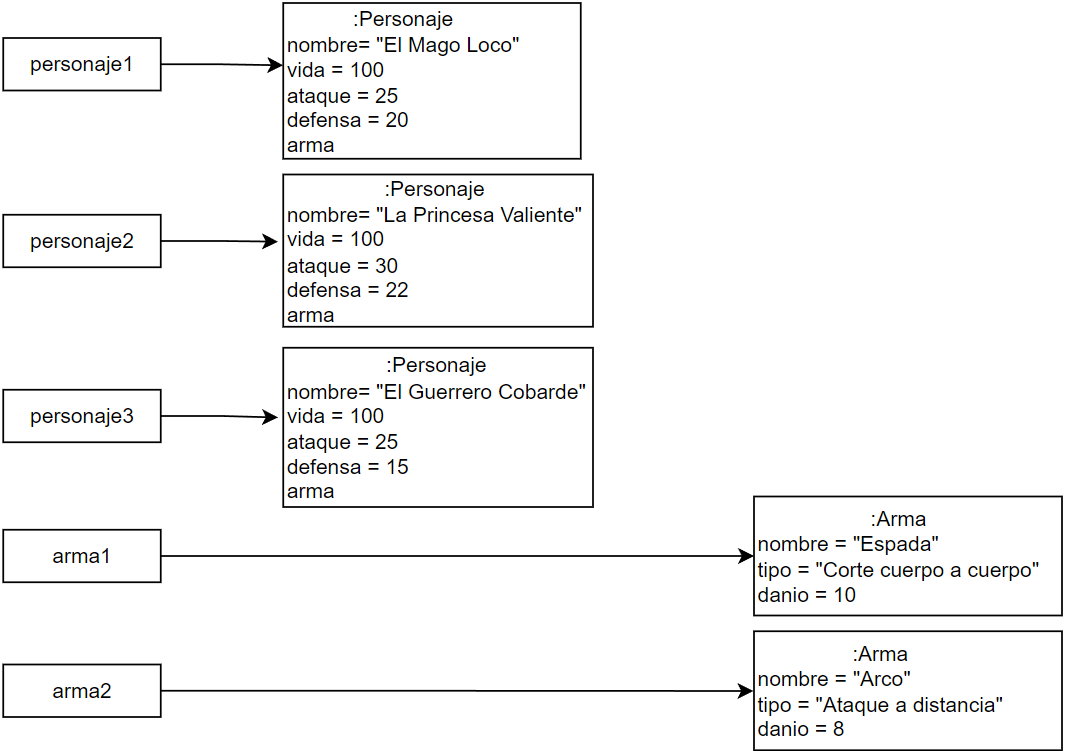 personaje1
:Personaje
nombre= "El Mago Loco"
vida = 100
ataque = 25
defensa = 20
arma
personaje2
:Personaje
nombre= "La Princesa Valiente"
vida = 100
ataque = 30
defensa = 22
arma
personaje3
:Personaje
nombre= "El Guerrero Cobarde"
vida = 100
ataque = 25
defensa = 15
arma
arma1
:Arma
nombre = "Espada"
tipo = "Corte cuerpo a cuerpo"
danio = 10
arma2
:Arma
nombre = "Arco"
tipo = "Ataque a distancia"
danio = 8